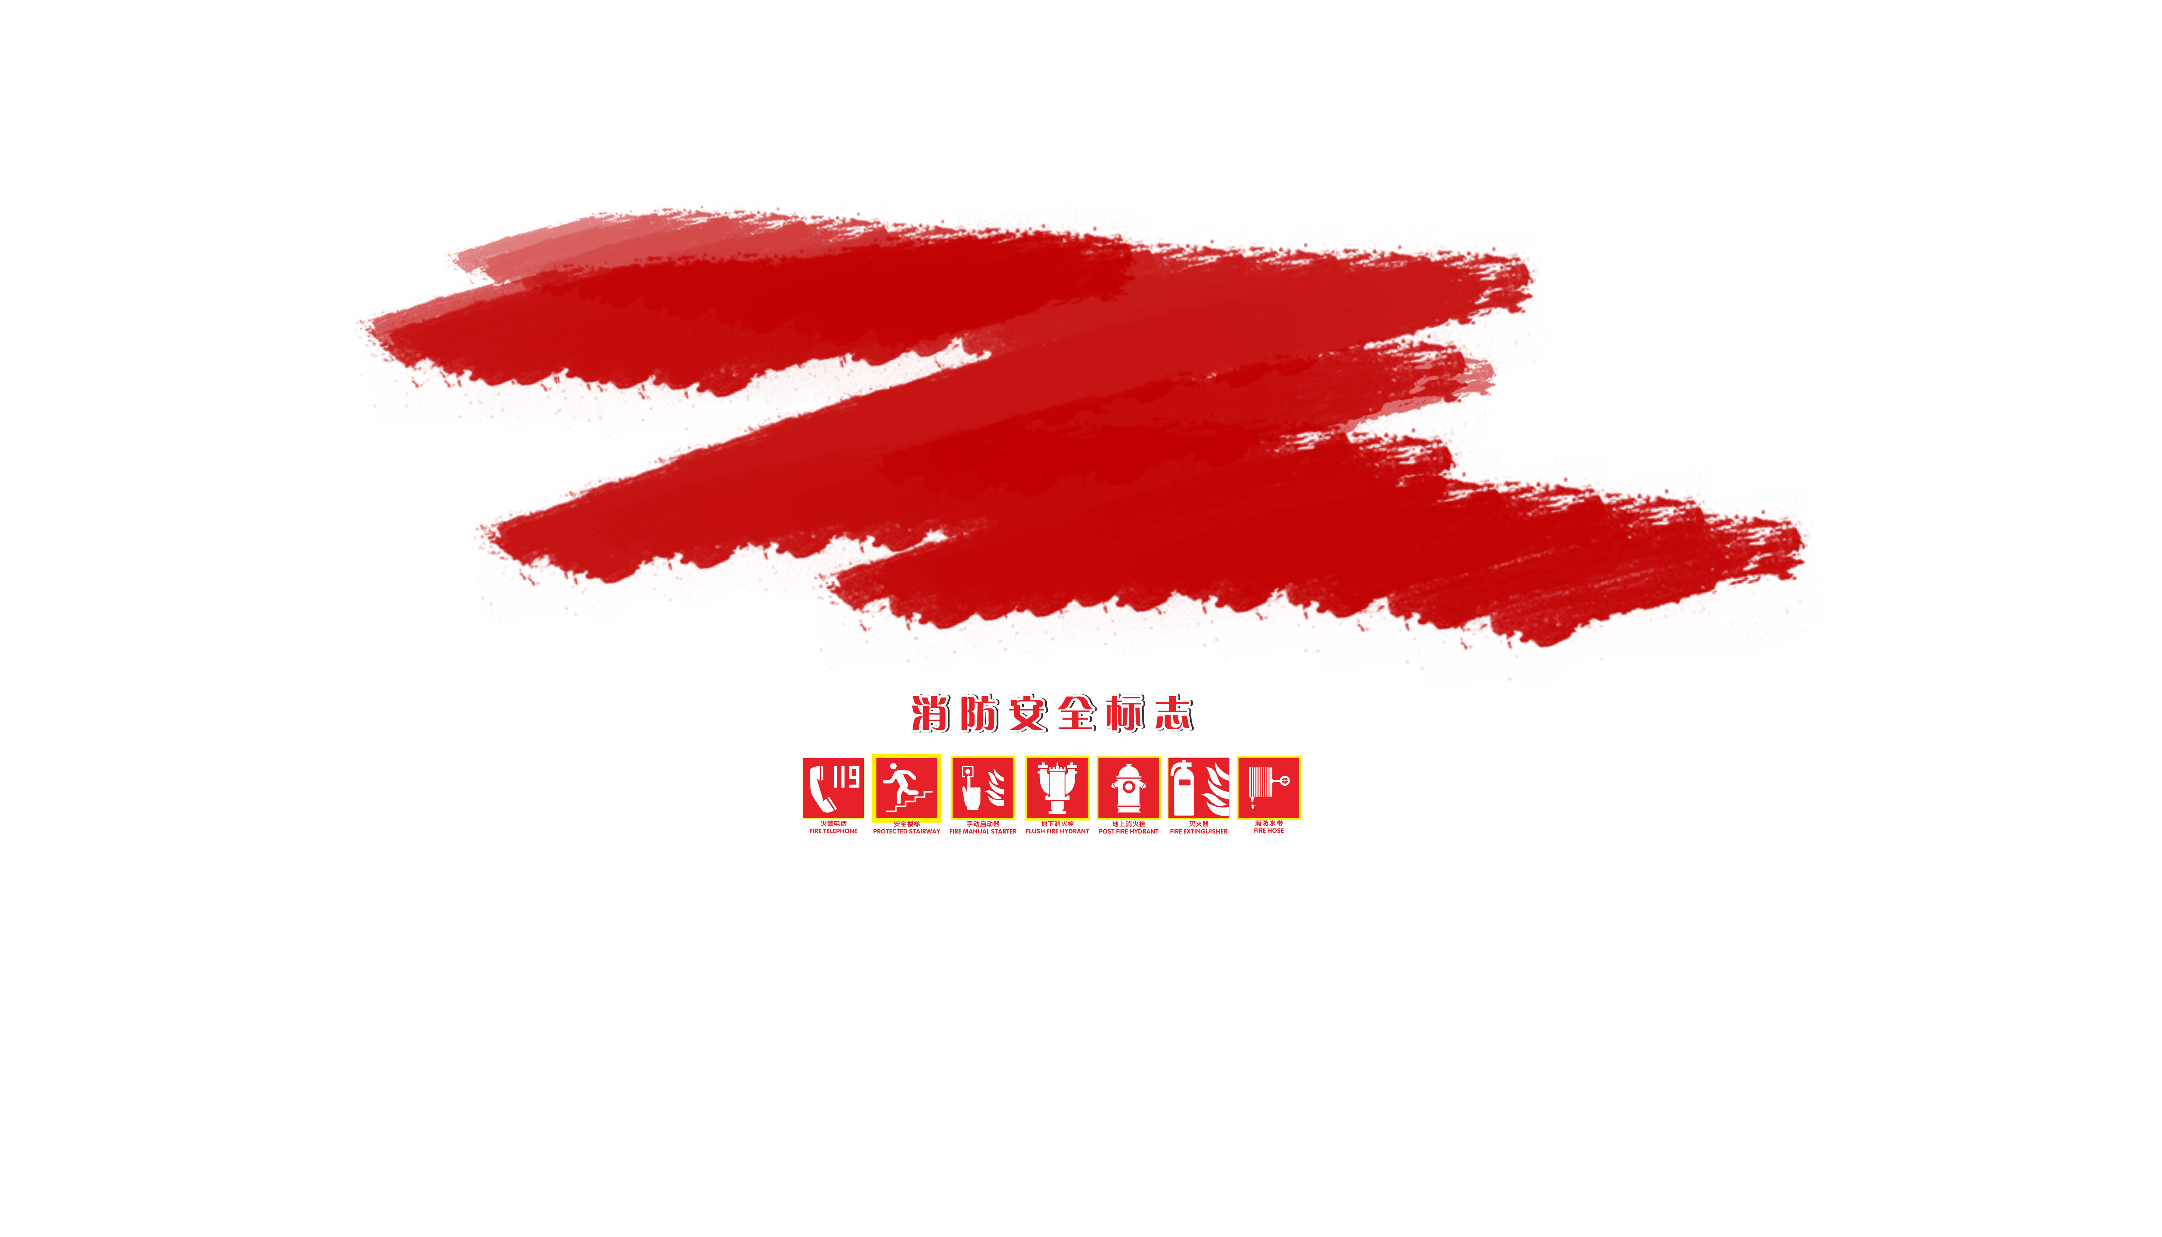 消防安全标志
119
火警电话
FIRE TELEPHONE
安全楼梯
PROTECTED STAIRWAY
手动启动器
FIRE MANUAL STARTER
地下消火栓
FLUSH FIRE HYDRANT
地上消火栓
POST FIRE HYDRANT
灭火器
FIRE EXTINGUISHER
消防水带
FIRE HOSE